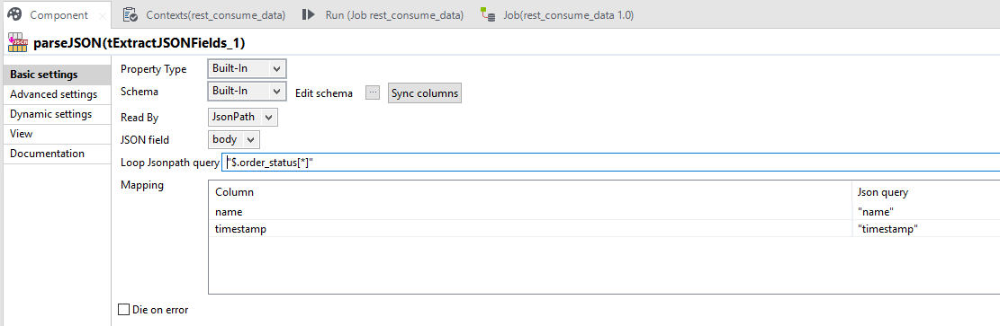 Component Contexts(rest_consume_data) Run (Job rest_consume_data) Job(rest_consume_data 1.0)
parseJSON(tExtractJSONFields_1)
Basic settings
Advanced settings
Dynamic settings
View
Documentation
Property Type Built-In
Schema Built-In Edit schema ... Sync columns
Read By JsonPath
JSON field body
Loop Jsonpath query "$.order_status[*]"
Mapping
Column Json query
name "name"
timestamp "timestamp"
Die on error